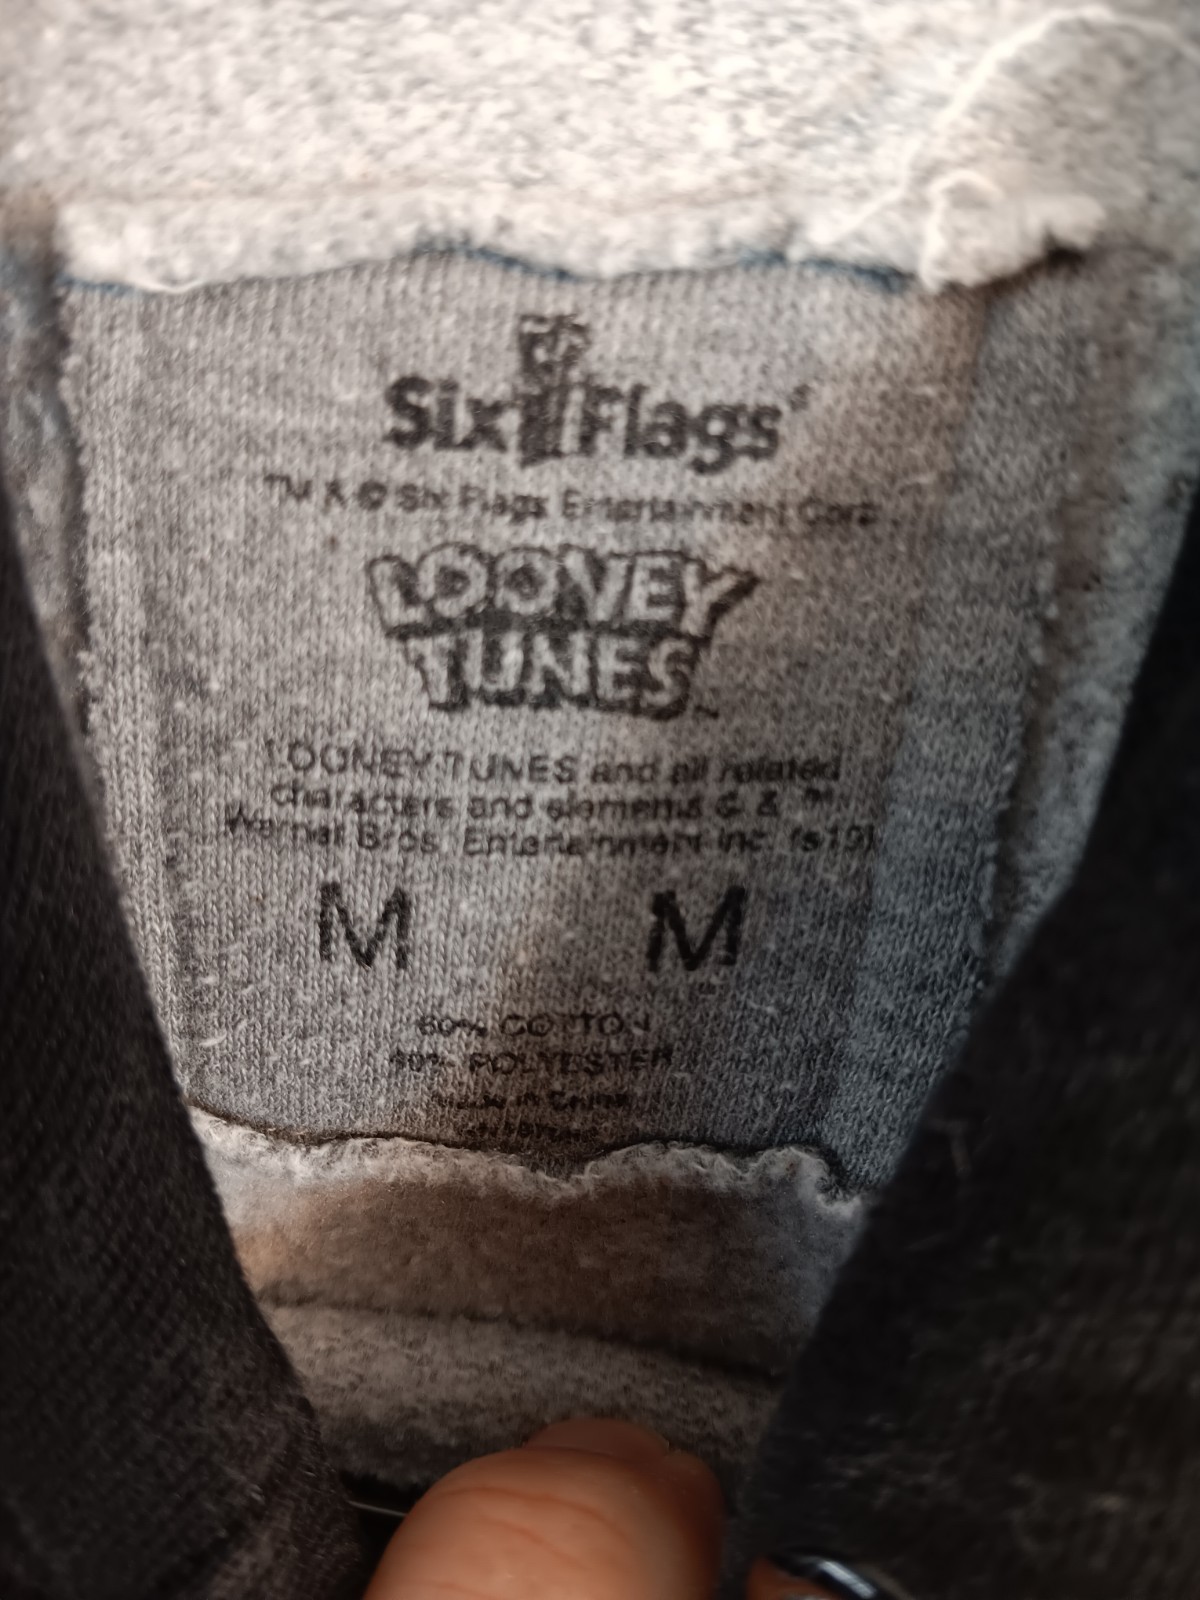 Six Flags
TM & © Six Flags Entertainment Corp.
LOONEY
TUNES
LOONEY TUNES and all related
characters and elements © & ™
Warner Bros. Entertainment Inc. (s19)
M M
60% COTTON
40% POLYESTER
Made in China